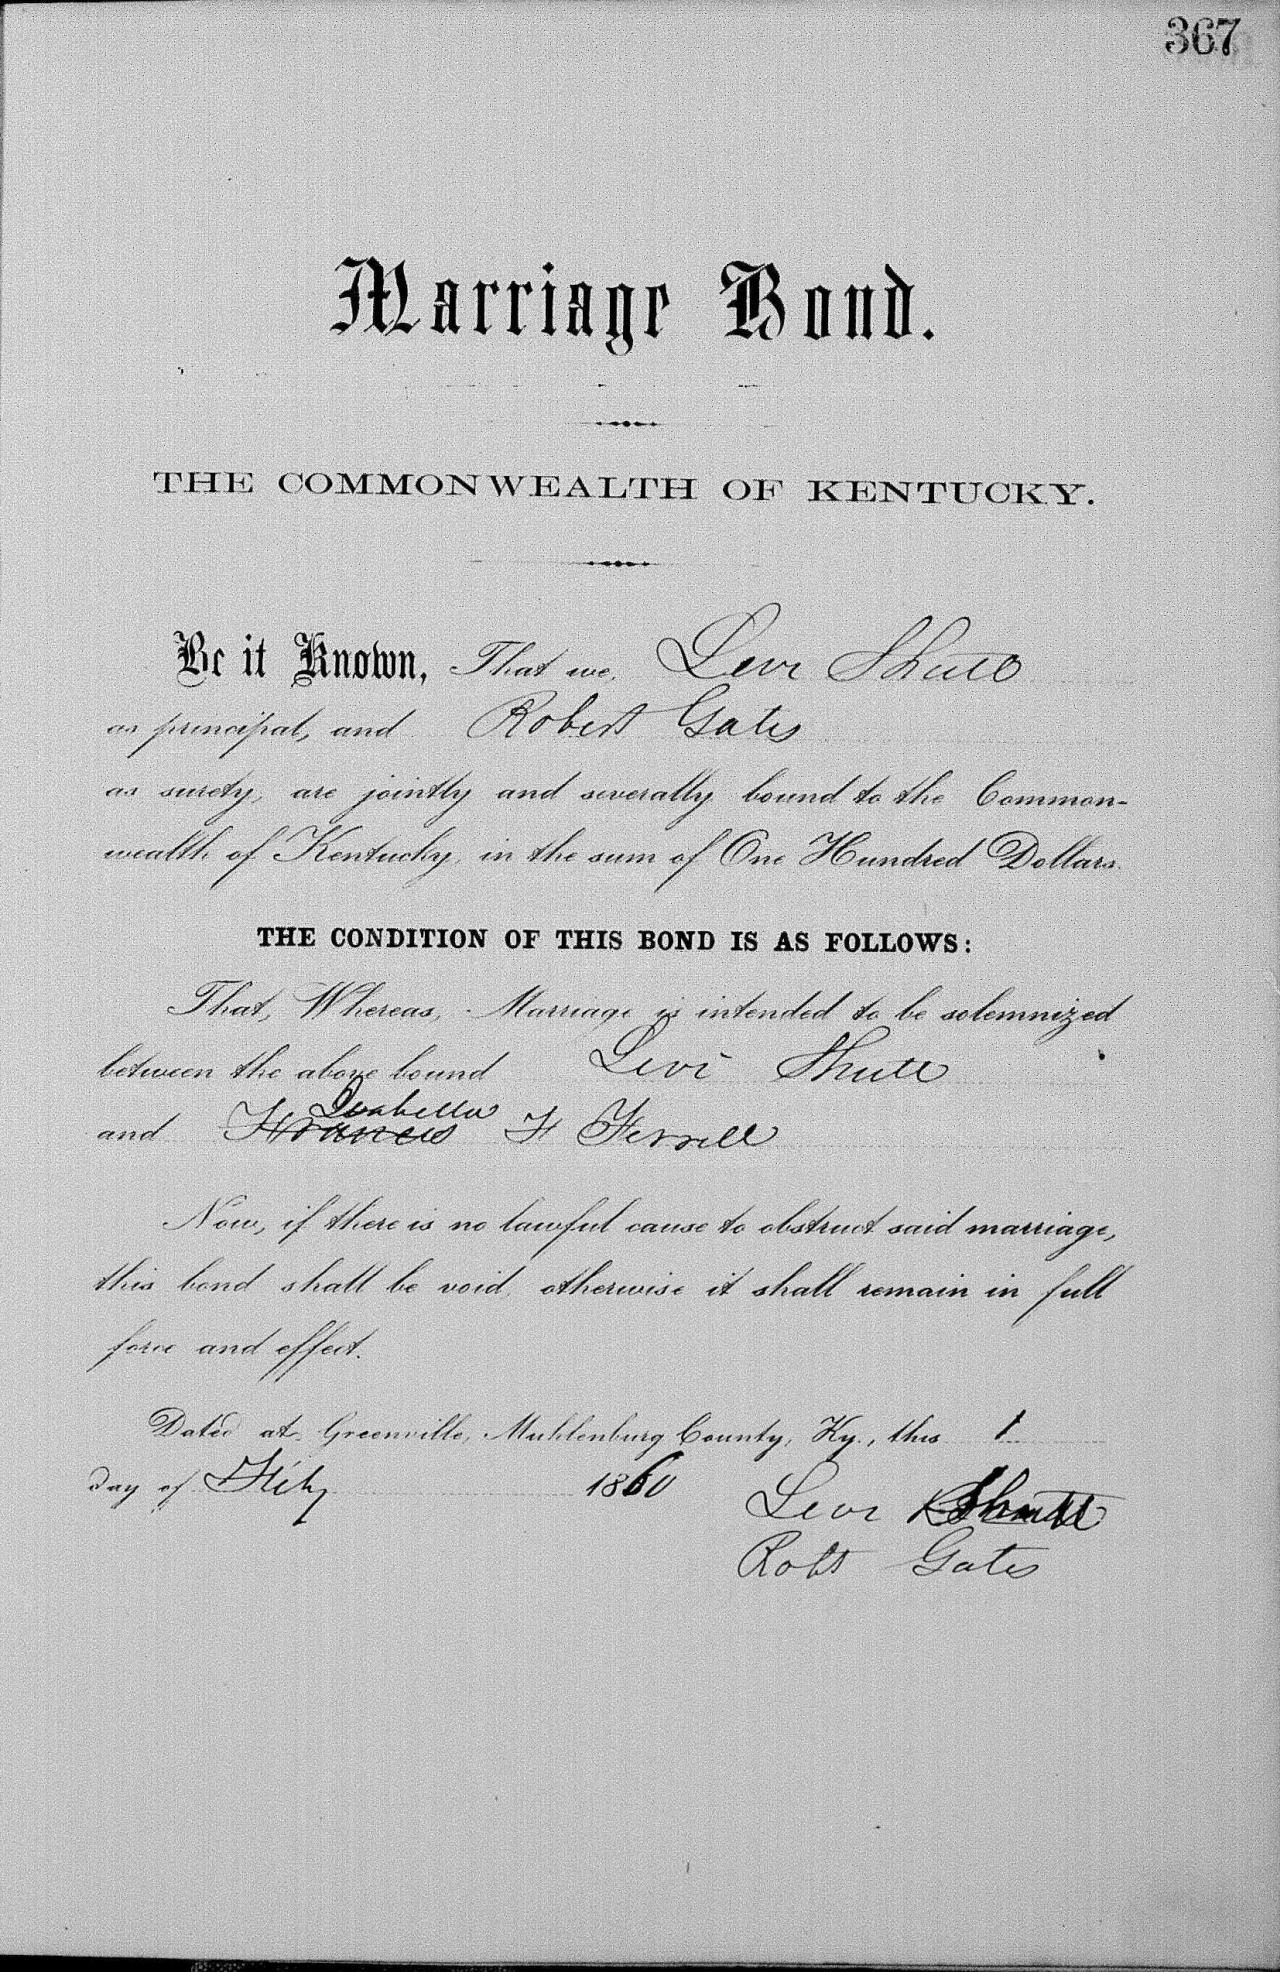 367
Marriage Bond.
THE COMMONWEALTH OF KENTUCKY.
Be it Known, That we, Levi Shutt
as principal, and Robert Gates
as surety, are jointly and severally bound to the Common-
wealth of Kentucky, in the sum of One Hundred Dollars.
THE CONDITION OF THIS BOND IS AS FOLLOWS:
That, Whereas, Marriage is intended to be solemnized
between the above bound Levi Shutt
Isabella
and Francis F Ferrell
Now, if there is no lawful cause to obstruct said marriage,
this bond shall be void, otherwise it shall remain in full
force and effect.
Dated at Greenville, Muhlenburg County, Ky., this 1
day of Feby 1860
Levi Shutt
Robt Gates